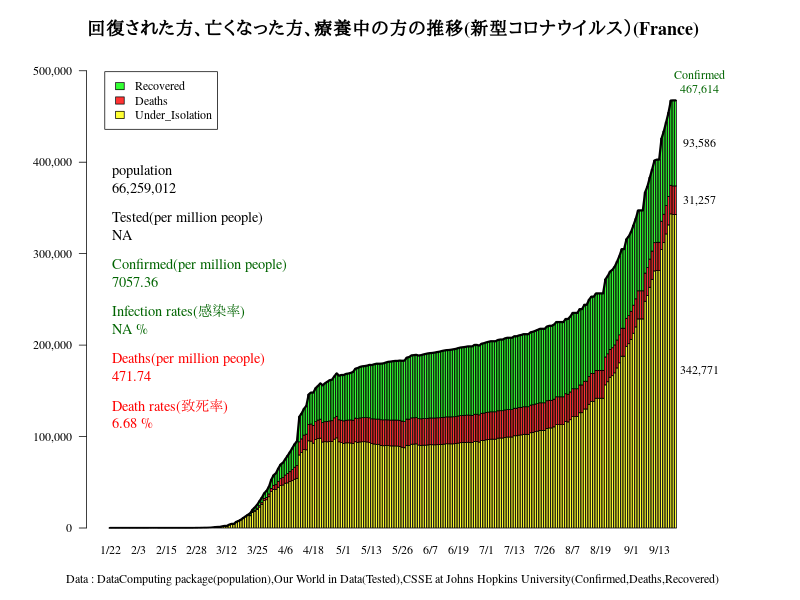 回復された方、亡くなった方、療養中の方の推移(新型コロナウイルス)(France)
Confirmed
467,614
500,000
400,000
300,000
200,000
100,000
0
Recovered
Deaths
Under_Isolation
population
66,259,012
Tested(per million people)
NA
Confirmed(per million people)
7057.36
Infection rates(感染率)
NA %
Deaths(per million people)
471.74
Death rates(致死率)
6.68 %
93,586
31,257
342,771
1/22 2/3 2/15 2/28 3/12 3/25 4/6 4/18 5/1 5/13 5/26 6/7 6/19 7/1 7/13 7/26 8/7 8/19 9/1 9/13
Data : DataComputing package(population),Our World in Data(Tested),CSSE at Johns Hopkins University(Confirmed,Deaths,Recovered)